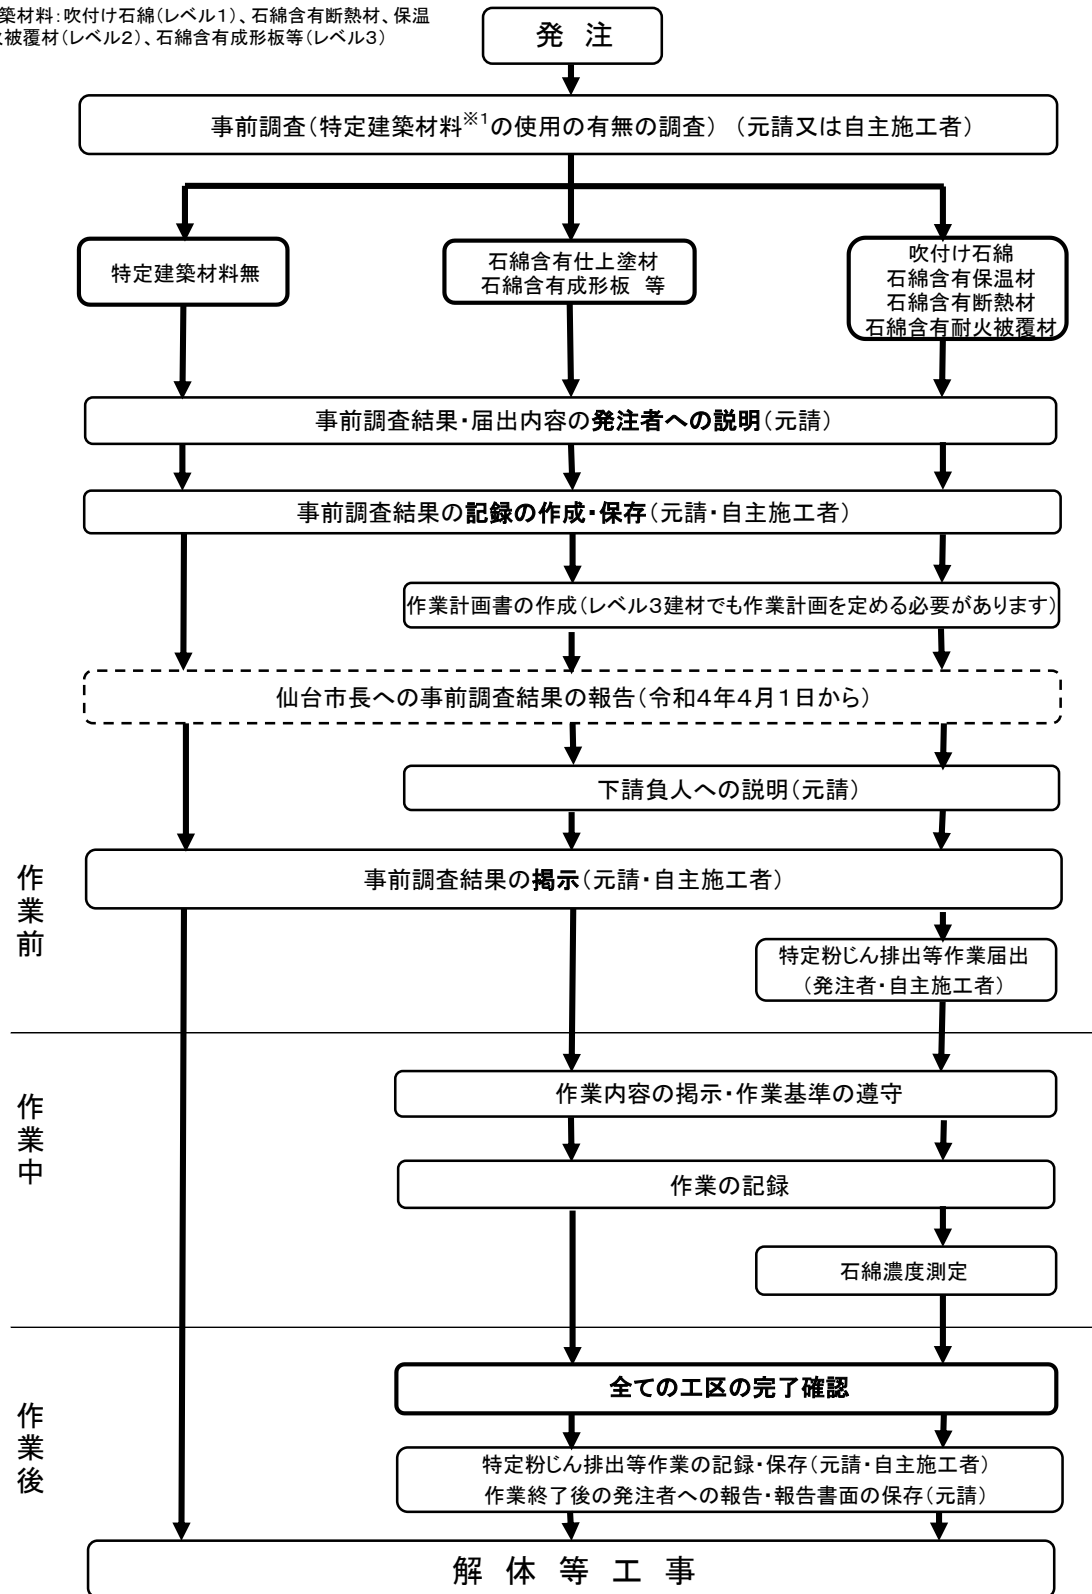 築材料：吹付け石綿（レベル１）、石綿含有断熱材、保温
被覆材（レベル２）、石綿含有成形板等（レベル３）
発　注
事前調査（特定建築材料※1の使用の有無の調査）　（元請又は自主施工者）
特定建築材料無
石綿含有仕上塗材
石綿含有成形板　等
吹付け石綿
石綿含有保温材
石綿含有断熱材
石綿含有耐火被覆材
事前調査結果・届出内容の発注者への説明（元請）
事前調査結果の記録の作成・保存（元請・自主施工者）
作業計画書の作成（レベル３建材でも作業計画を定める必要があります）
仙台市長への事前調査結果の報告（令和４年４月１日から）
下請負人への説明（元請）
作業前
事前調査結果の掲示（元請・自主施工者）
特定粉じん排出等作業届出
（発注者・自主施工者）
作業中
作業内容の掲示・作業基準の遵守
作業の記録
石綿濃度測定
作業後
全ての工区の完了確認
特定粉じん排出等作業の記録・保存（元請・自主施工者）
作業終了後の発注者への報告・報告書面の保存（元請）
解　体　等　工　事